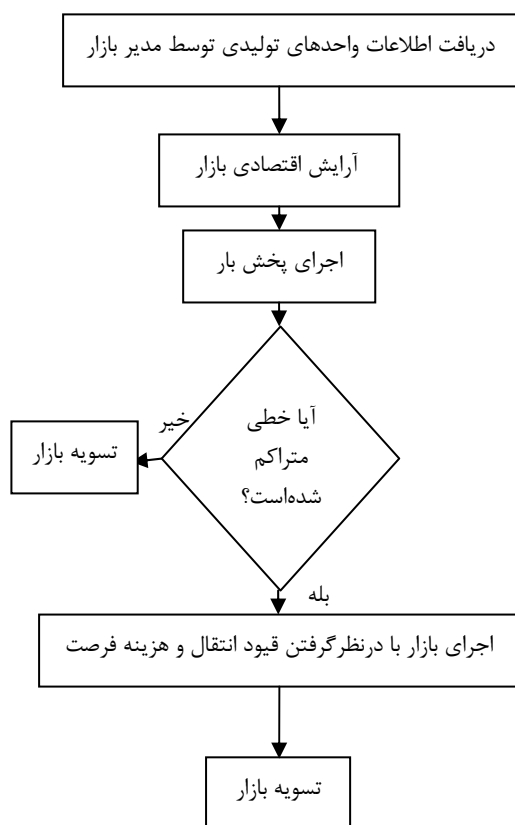 دریافت اطلاعات واحدهای تولیدی توسط مدیر بازار
آرایش اقتصادی بازار
اجرای پخش بار
آیا خطی
متراکم
شده‌است؟
خیر
تسویه بازار
بله
اجرای بازار با درنظرگرفتن قیود انتقال و هزینه فرصت
تسویه بازار